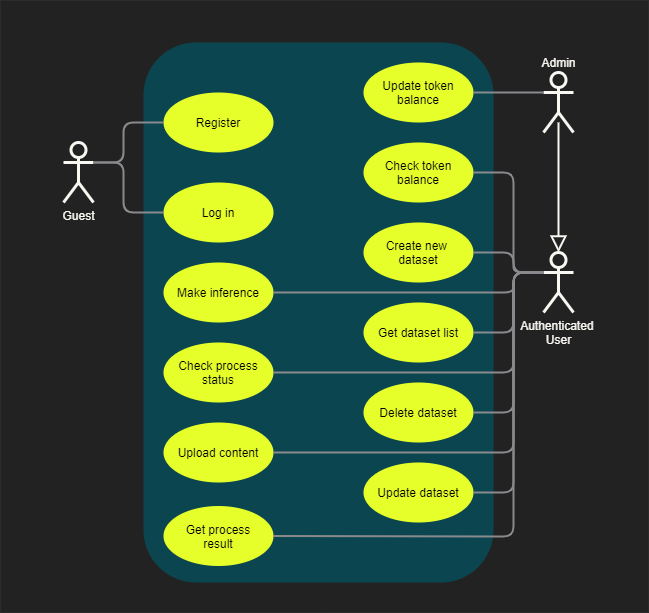 Admin
Update token
balance
Register
Check token
balance
Guest
Log in
Create new
dataset
Make inference
Authenticated
User
Get dataset list
Check process
status
Delete dataset
Upload content
Update dataset
Get process
result